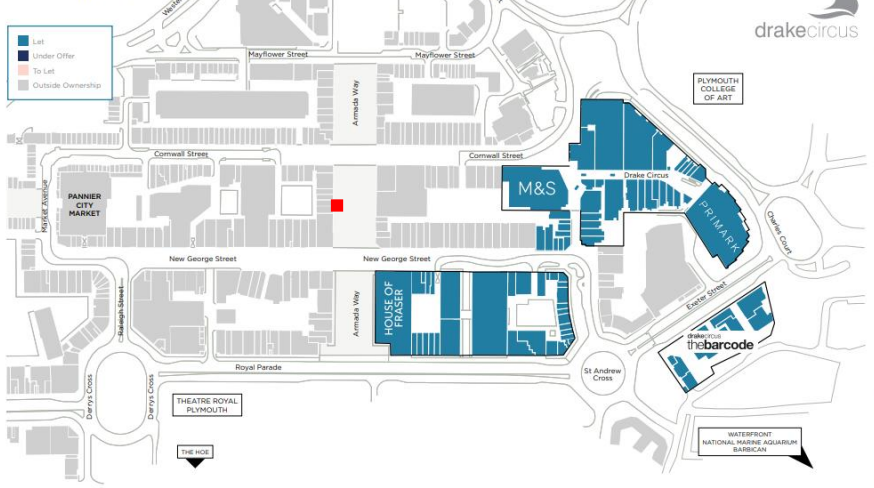 Weste
drakecircus
Let
Under Offer
To Let
Outside Ownership
Mayflower Street
Mayflower Street
PLYMOUTH
COLLEGE
OF ART
Armada Way
Cornwall Street
Cornwall Street
Drake Circus
M&S
PANNIER
CITY
MARKET
Market Avenue
PRIMARK
Charles Court
New George Street
New George Street
Exeter Street
Raleigh Street
HOUSE OF
FRASER
Armada Way
drakecircus
thebarcode
Royal Parade
St Andrew
Cross
Derrys Cross
Derrys Cross
THEATRE ROYAL
PLYMOUTH
THE HOE
WATERFRONT
NATIONAL MARINE AQUARIUM
BARBICAN